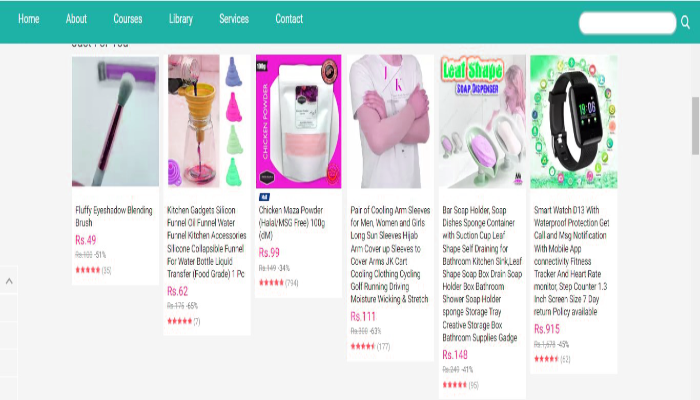 Home About Courses Library Services Contact
Just For You
100g
CHICKEN POWDER
J K
Leaf Shape
SOAP DISPENSER
Fluffy Eyeshadow Blending
Brush
Rs.49
Rs.100 -51%
(35)
Kitchen Gadgets Silicon
Funnel Oil Funnel Water
Funnel Kitchen Accessories
Silicone Collapsible Funnel
For Water Bottle Liquid
Transfer (Food Grade) 1 Pc
Rs.62
Rs.175 -65%
(7)
Chicken Maza Powder
(Halal/MSG Free) 100g
(dM)
Rs.99
Rs.149 -34%
(794)
Pair of Cooling Arm Sleeves
for Men, Women and Girls
Long Sun Sleeves Hijab
Arm Cover up Sleeves to
Cover Arms JK Cart
Cooling Clothing Cycling
Golf Running Driving
Moisture Wicking & Stretch
Rs.111
Rs.300 -63%
(177)
Bar Soap Holder, Soap
Dishes Sponge Container
with Suction Cup Leaf
Shape Self Draining for
Bathroom Kitchen Sink,Leaf
Shape Soap Box Drain Soap
Holder Box Bathroom
Shower Soap Holder
sponge Storage Tray
Creative Storage Box
Bathroom Supplies Gadge
Rs.148
Rs.249 -41%
(95)
Smart Watch D13 With
Waterproof Protection Get
Call and Msg Notification
With Mobile App
connectivity Fitness
Tracker And Heart Rate
monitor, Step Counter 1.3
Inch Screen Size 7 Day
return Policy available
Rs.915
Rs.1,678 -45%
(62)